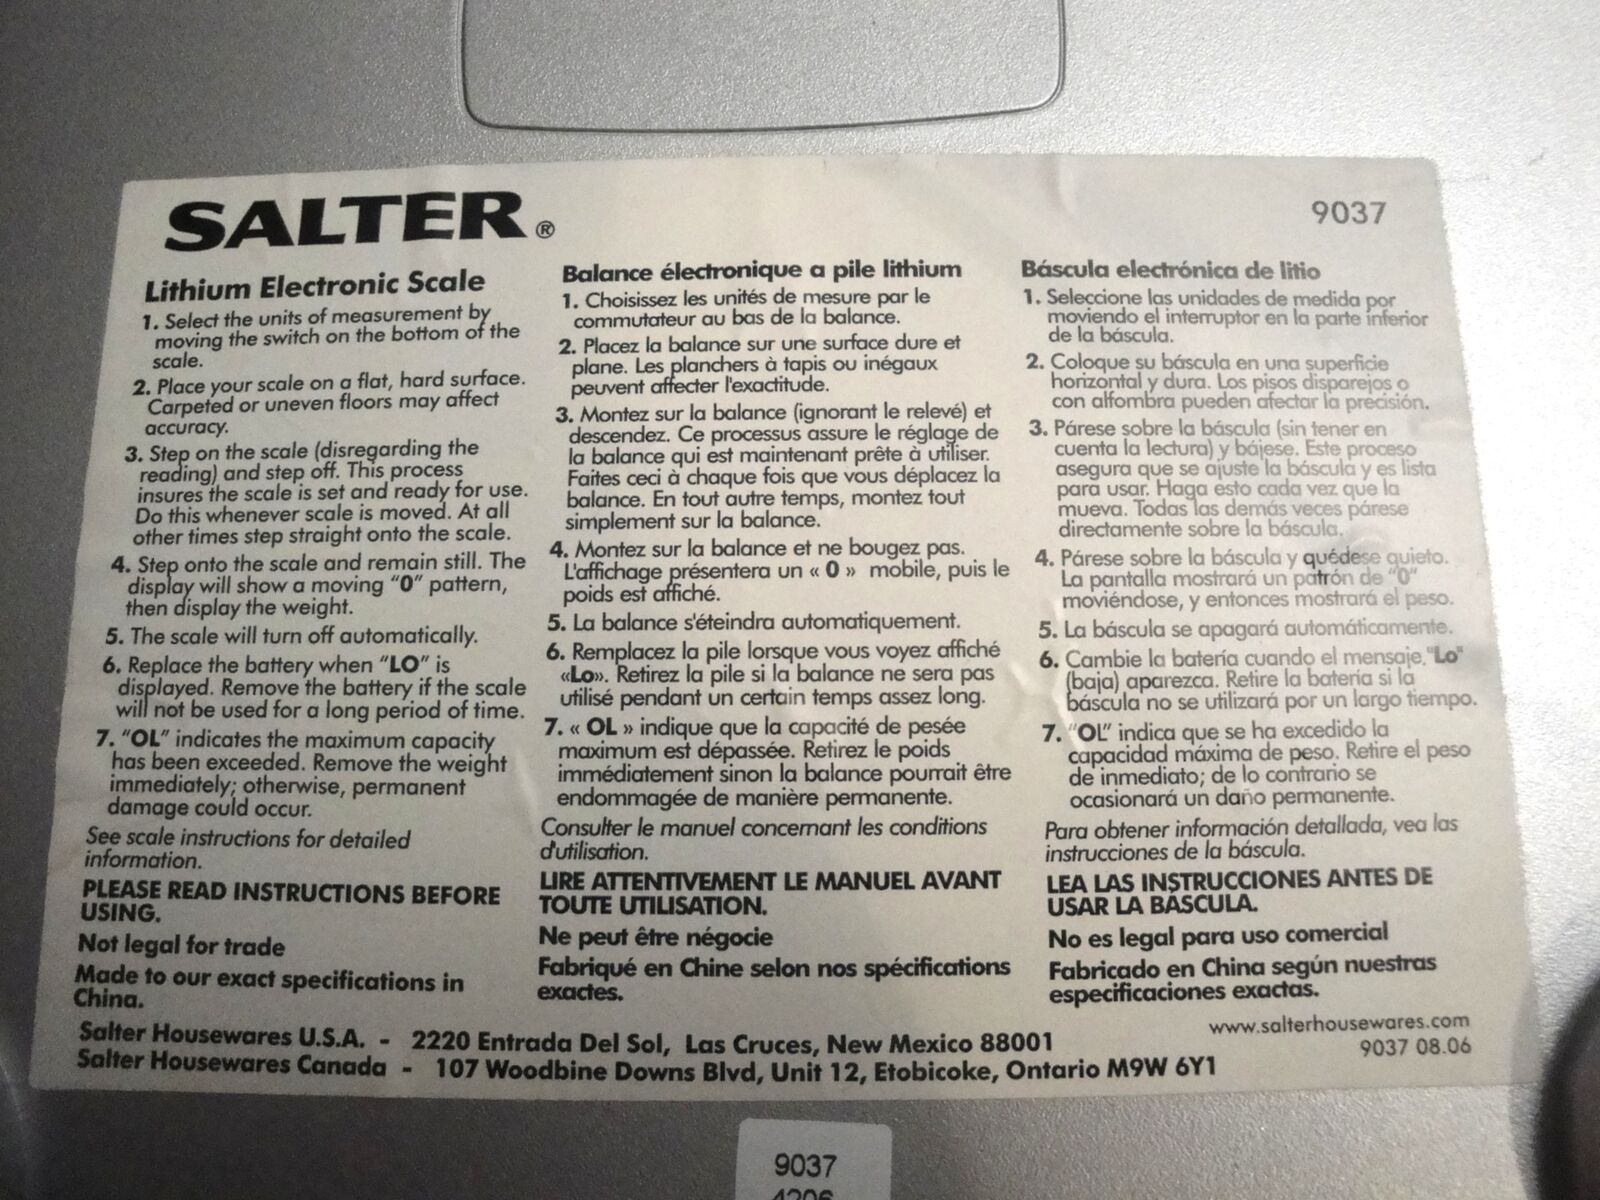 SALTER®
9037
Lithium Electronic Scale
1. Select the units of measurement by
moving the switch on the bottom of the
scale.
2. Place your scale on a flat, hard surface.
Carpeted or uneven floors may affect
accuracy.
3. Step on the scale (disregarding the
reading) and step off. This process
insures the scale is set and ready for use.
Do this whenever scale is moved. At all
other times step straight onto the scale.
4. Step onto the scale and remain still. The
display will show a moving "0" pattern,
then display the weight.
5. The scale will turn off automatically.
6. Replace the battery when "LO" is
displayed. Remove the battery if the scale
will not be used for a long period of time.
7. "OL" indicates the maximum capacity
has been exceeded. Remove the weight
immediately; otherwise, permanent
damage could occur.
See scale instructions for detailed
information.
PLEASE READ INSTRUCTIONS BEFORE
USING.
Not legal for trade
Made to our exact specifications in
China.
Balance électronique a pile lithium
1. Choisissez les unités de mesure par le
commutateur au bas de la balance.
2. Placez la balance sur une surface dure et
plane. Les planchers à tapis ou inégaux
peuvent affecter l'exactitude.
3. Montez sur la balance (ignorant le relevé) et
descendez. Ce processus assure le réglage de
la balance qui est maintenant prête à utiliser.
Faites ceci à chaque fois que vous déplacez la
balance. En tout autre temps, montez tout
simplement sur la balance.
4. Montez sur la balance et ne bougez pas.
L'affichage présentera un « 0 » mobile, puis le
poids est affiché.
5. La balance s'éteindra automatiquement.
6. Remplacez la pile lorsque vous voyez affiché
«Lo». Retirez la pile si la balance ne sera pas
utilisé pendant un certain temps assez long.
7. « OL » indique que la capacité de pesée
maximum est dépassée. Retirez le poids
immédiatement sinon la balance pourrait être
endommagée de manière permanente.
Consulter le manuel concernant les conditions
d'utilisation.
LIRE ATTENTIVEMENT LE MANUEL AVANT
TOUTE UTILISATION.
Ne peut être négocie
Fabriqué en Chine selon nos spécifications
exactes.
Báscula electrónica de litio
1. Seleccione las unidades de medida por
moviendo el interruptor en la parte inferior
de la báscula.
2. Coloque su báscula en una superficie
horizontal y dura. Los pisos disparejos o
con alfombra pueden afectar la precisión.
3. Párese sobre la báscula (sin tener en
cuenta la lectura) y bájese. Este proceso
asegura que se ajuste la báscula y es lista
para usar. Haga esto cada vez que la
mueva. Todas las demás veces párese
directamente sobre la báscula.
4. Párese sobre la báscula y quédese quieto.
La pantalla mostrará un patrón de "0"
moviéndose, y entonces mostrará el peso.
5. La báscula se apagará automáticamente.
6. Cambie la batería cuando el mensaje, "Lo"
(baja) aparezca. Retire la batería si la
báscula no se utilizará por un largo tiempo.
7. "OL" indica que se ha excedido la
capacidad máxima de peso. Retire el peso
de inmediato; de lo contrario se
ocasionará un daño permanente.
Para obtener información detallada, vea las
instrucciones de la báscula.
LEA LAS INSTRUCCIONES ANTES DE
USAR LA BÁSCULA.
No es legal para uso comercial
Fabricado en China según nuestras
especificaciones exactas.
Salter Housewares U.S.A. - 2220 Entrada Del Sol, Las Cruces, New Mexico 88001
Salter Housewares Canada - 107 Woodbine Downs Blvd, Unit 12, Etobicoke, Ontario M9W 6Y1
www.salterhousewares.com
9037 08.06
9037
4206